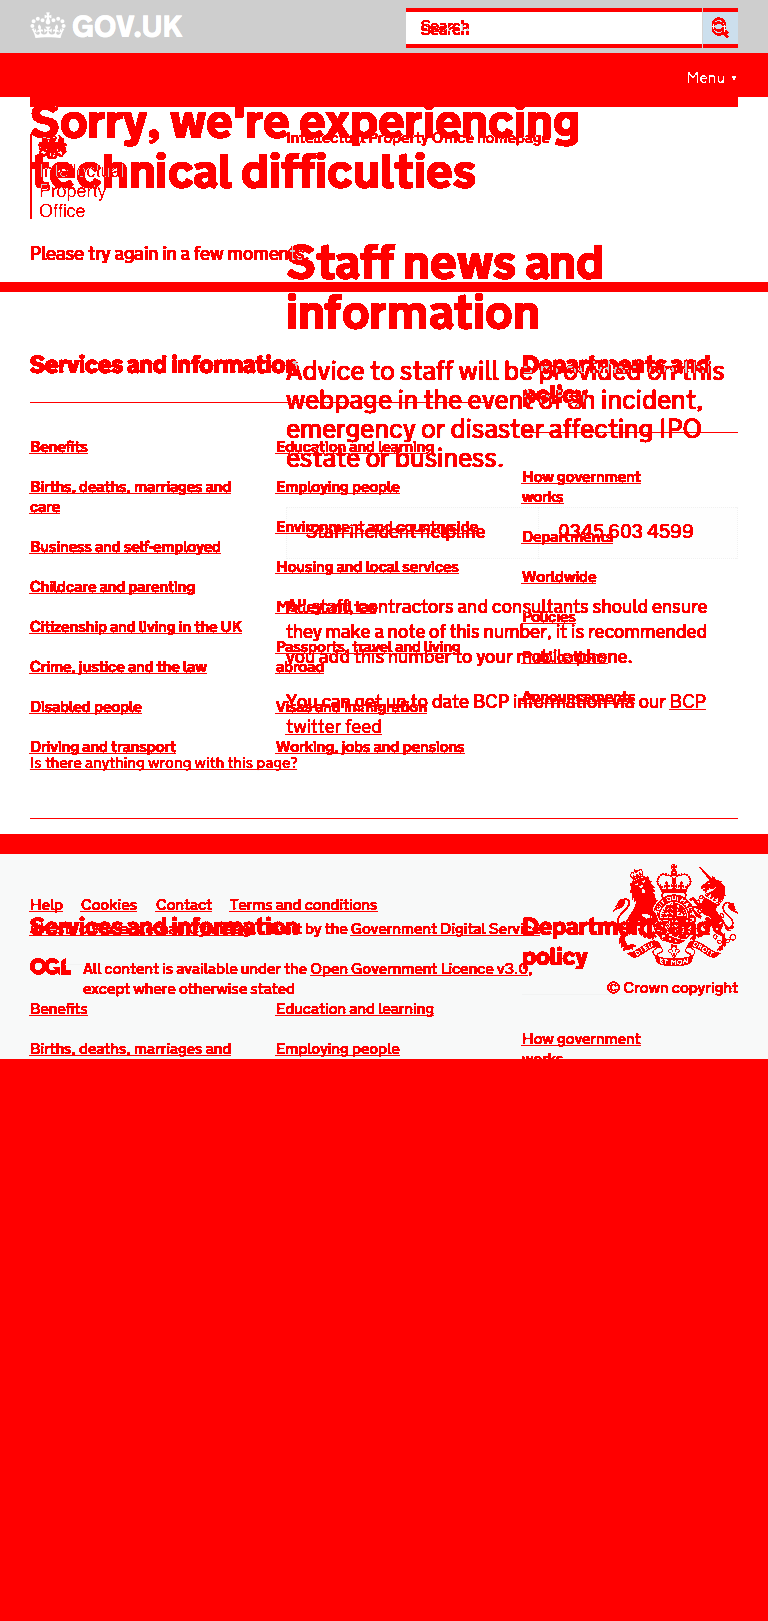 GOV.UK
Search
Menu
Sorry, we're experiencing
technical difficulties
Intellectual Property Office homepage
Intellectual
Property
Office
Please try again in a few moments.
Staff news and
information
Services and information
Departments and
policy
Advice to staff will be provided on this
webpage in the event of an incident,
emergency or disaster affecting IPO
estate or business.
Benefits
Education and learning
How government
works
Births, deaths, marriages and
care
Employing people
Business and self-employed
Environment and countryside
Staff incident helpline
0345 603 4599
Departments
Childcare and parenting
Housing and local services
Worldwide
Citizenship and living in the UK
All staff, contractors and consultants should ensure
they make a note of this number, it is recommended
you add this number to your mobile phone.
Policies
Crime, justice and the law
Passports, travel and living
abroad
Announcements
Disabled people
Visas and immigration
You can get up to date BCP information via our BCP
twitter feed
Driving and transport
Working, jobs and pensions
Is there anything wrong with this page?
Help
Cookies
Contact
Terms and conditions
Services and information
by the Government Digital Service
Departments and
policy
OGL
All content is available under the Open Government Licence v3.0,
except where otherwise stated
© Crown copyright
Benefits
Education and learning
How government
works
Births, deaths, marriages and
Employing people